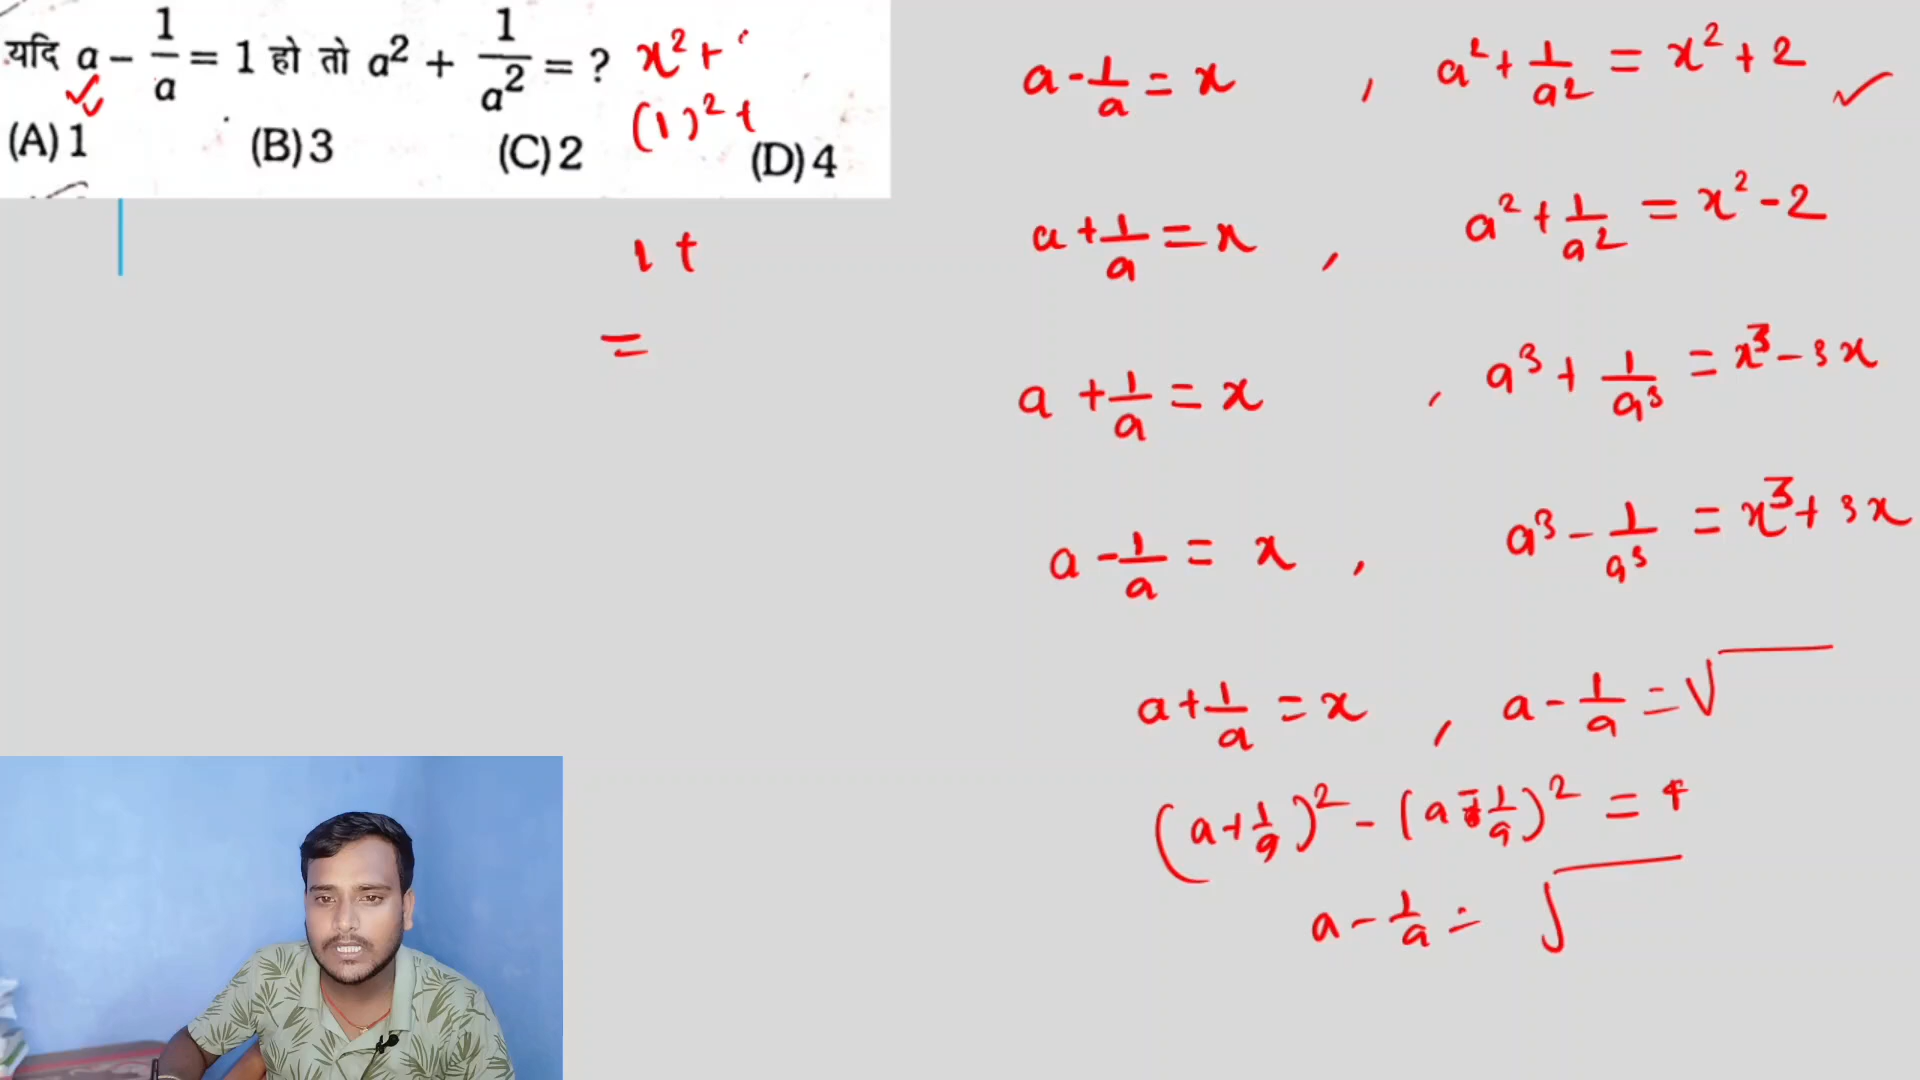 यदि a - 1/a = 1 हो तो a² + 1/a² = ? x² +
(A) 1 (B) 3 (C) 2 (D) 4
(1)² +
1 +
=
a - 1/a = x , a² + 1/a² = x² + 2 ✓
a + 1/a = x , a² + 1/a² = x² - 2
a + 1/a = x , a³ + 1/a³ = x³ - 3x
a - 1/a = x , a³ - 1/a³ = x³ + 3x
a + 1/a = x , a - 1/a = √
(a + 1/a)² - (a - 1/a)² = 4
a - 1/a = √